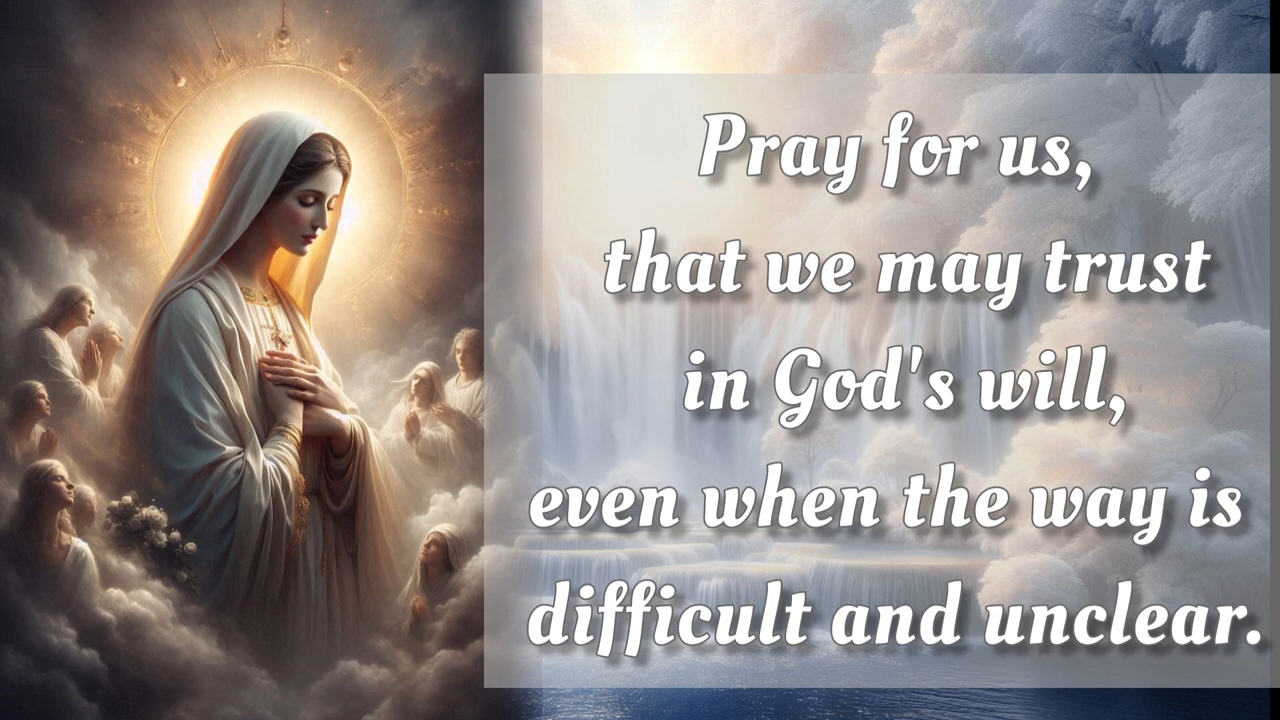 Pray for us,
that we may trust
in God's will,
even when the way is
difficult and unclear.